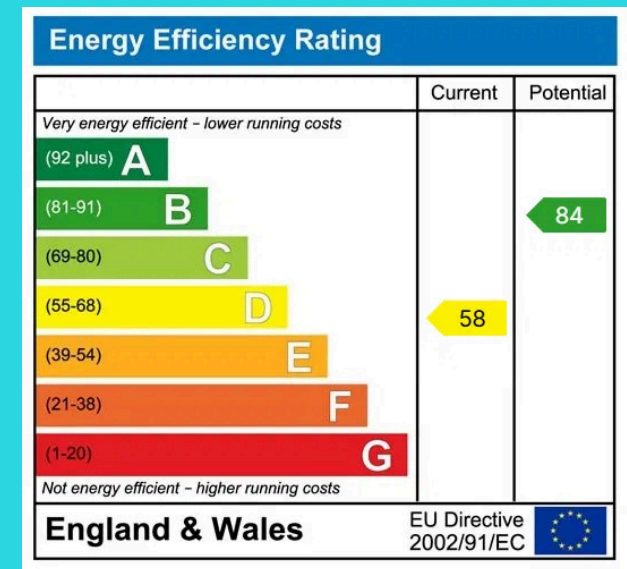 Energy Efficiency Rating
Current Potential
Very energy efficient – lower running costs
(92 plus) A
(81-91) B
84
(69-80) C
(55-68) D
58
(39-54) E
(21-38) F
(1-20) G
Not energy efficient – higher running costs
England & Wales
EU Directive
2002/91/EC